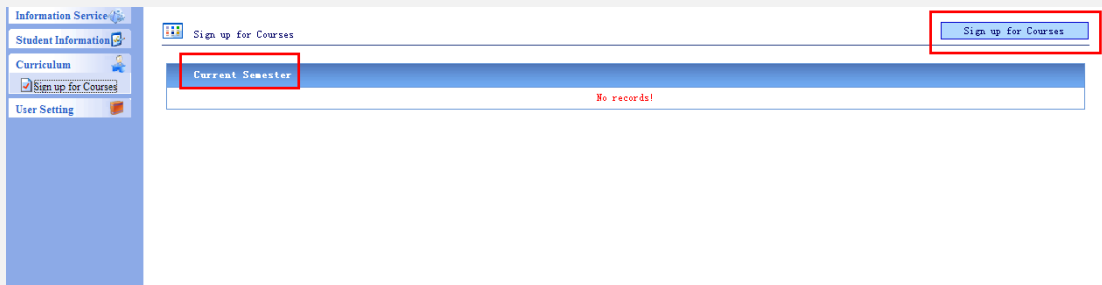 Information Service
Student Information
Curriculum
Sign up for Courses
User Setting
Sign up for Courses
Sign up for Courses
Current Semester
No records!